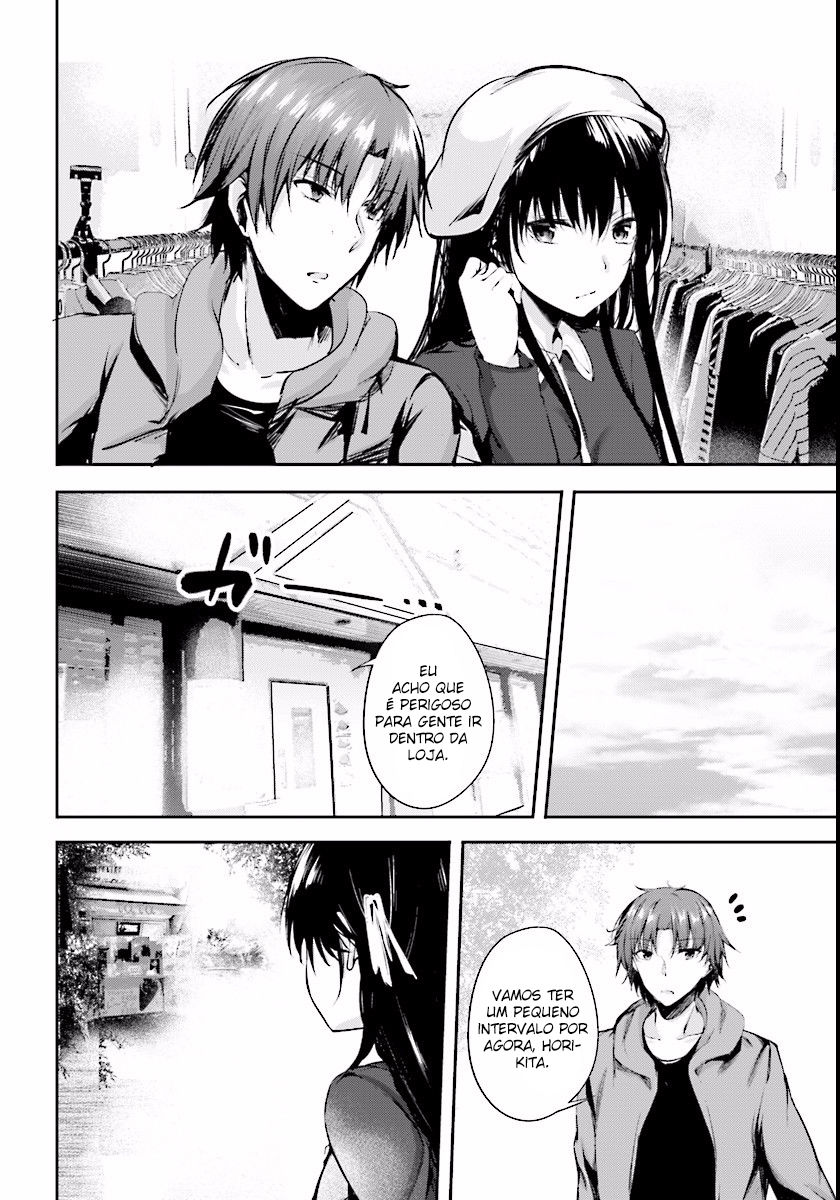 ガ
EU
ACHO QUE
É PERIGOSO
PARA GENTE IR
DENTRO DA
LOJA.
VAMOS TER
UM PEQUENO
INTERVALO POR
AGORA, HORI-
KITA.